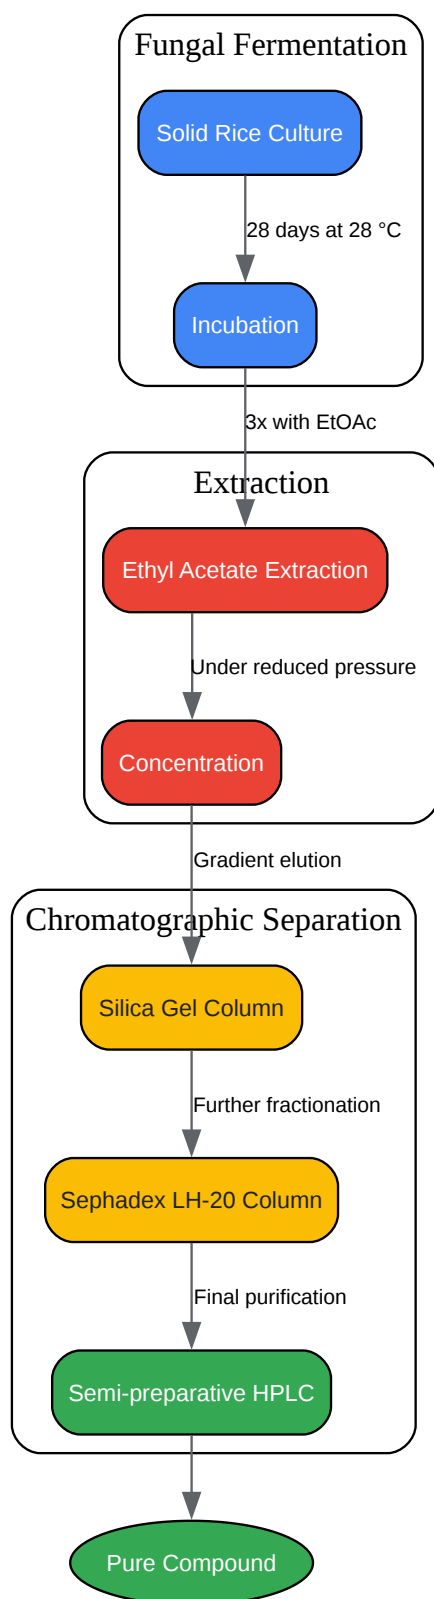 Fungal Fermentation
Solid Rice Culture
28 days at 28 °C
Incubation
3x with EtOAc
Extraction
Ethyl Acetate Extraction
Under reduced pressure
Concentration
Gradient elution
Chromatographic Separation
Silica Gel Column
Further fractionation
Sephadex LH-20 Column
Final purification
Semi-preparative HPLC
Pure Compound